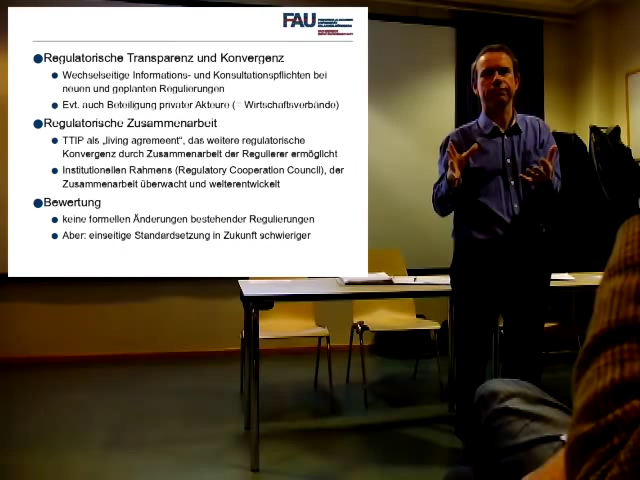 FAU
Regulatorische Transparenz und Konvergenz
Wechselseitige Informations- und Konsultationspflichten bei
neuen und geplanten Regulierungen
Evt. auch Beteiligung privater Akteure (= Wirtschaftsverbände)
Regulatorische Zusammenarbeit
TTIP als „living agreement", das weitere regulatorische
Konvergenz durch Zusammenarbeit der Regulierer ermöglicht
Institutionellen Rahmens (Regulatory Cooperation Council), der
Zusammenarbeit überwacht und weiterentwickelt
Bewertung
keine formellen Änderungen bestehender Regulierungen
Aber: einseitige Standardsetzung in Zukunft schwieriger